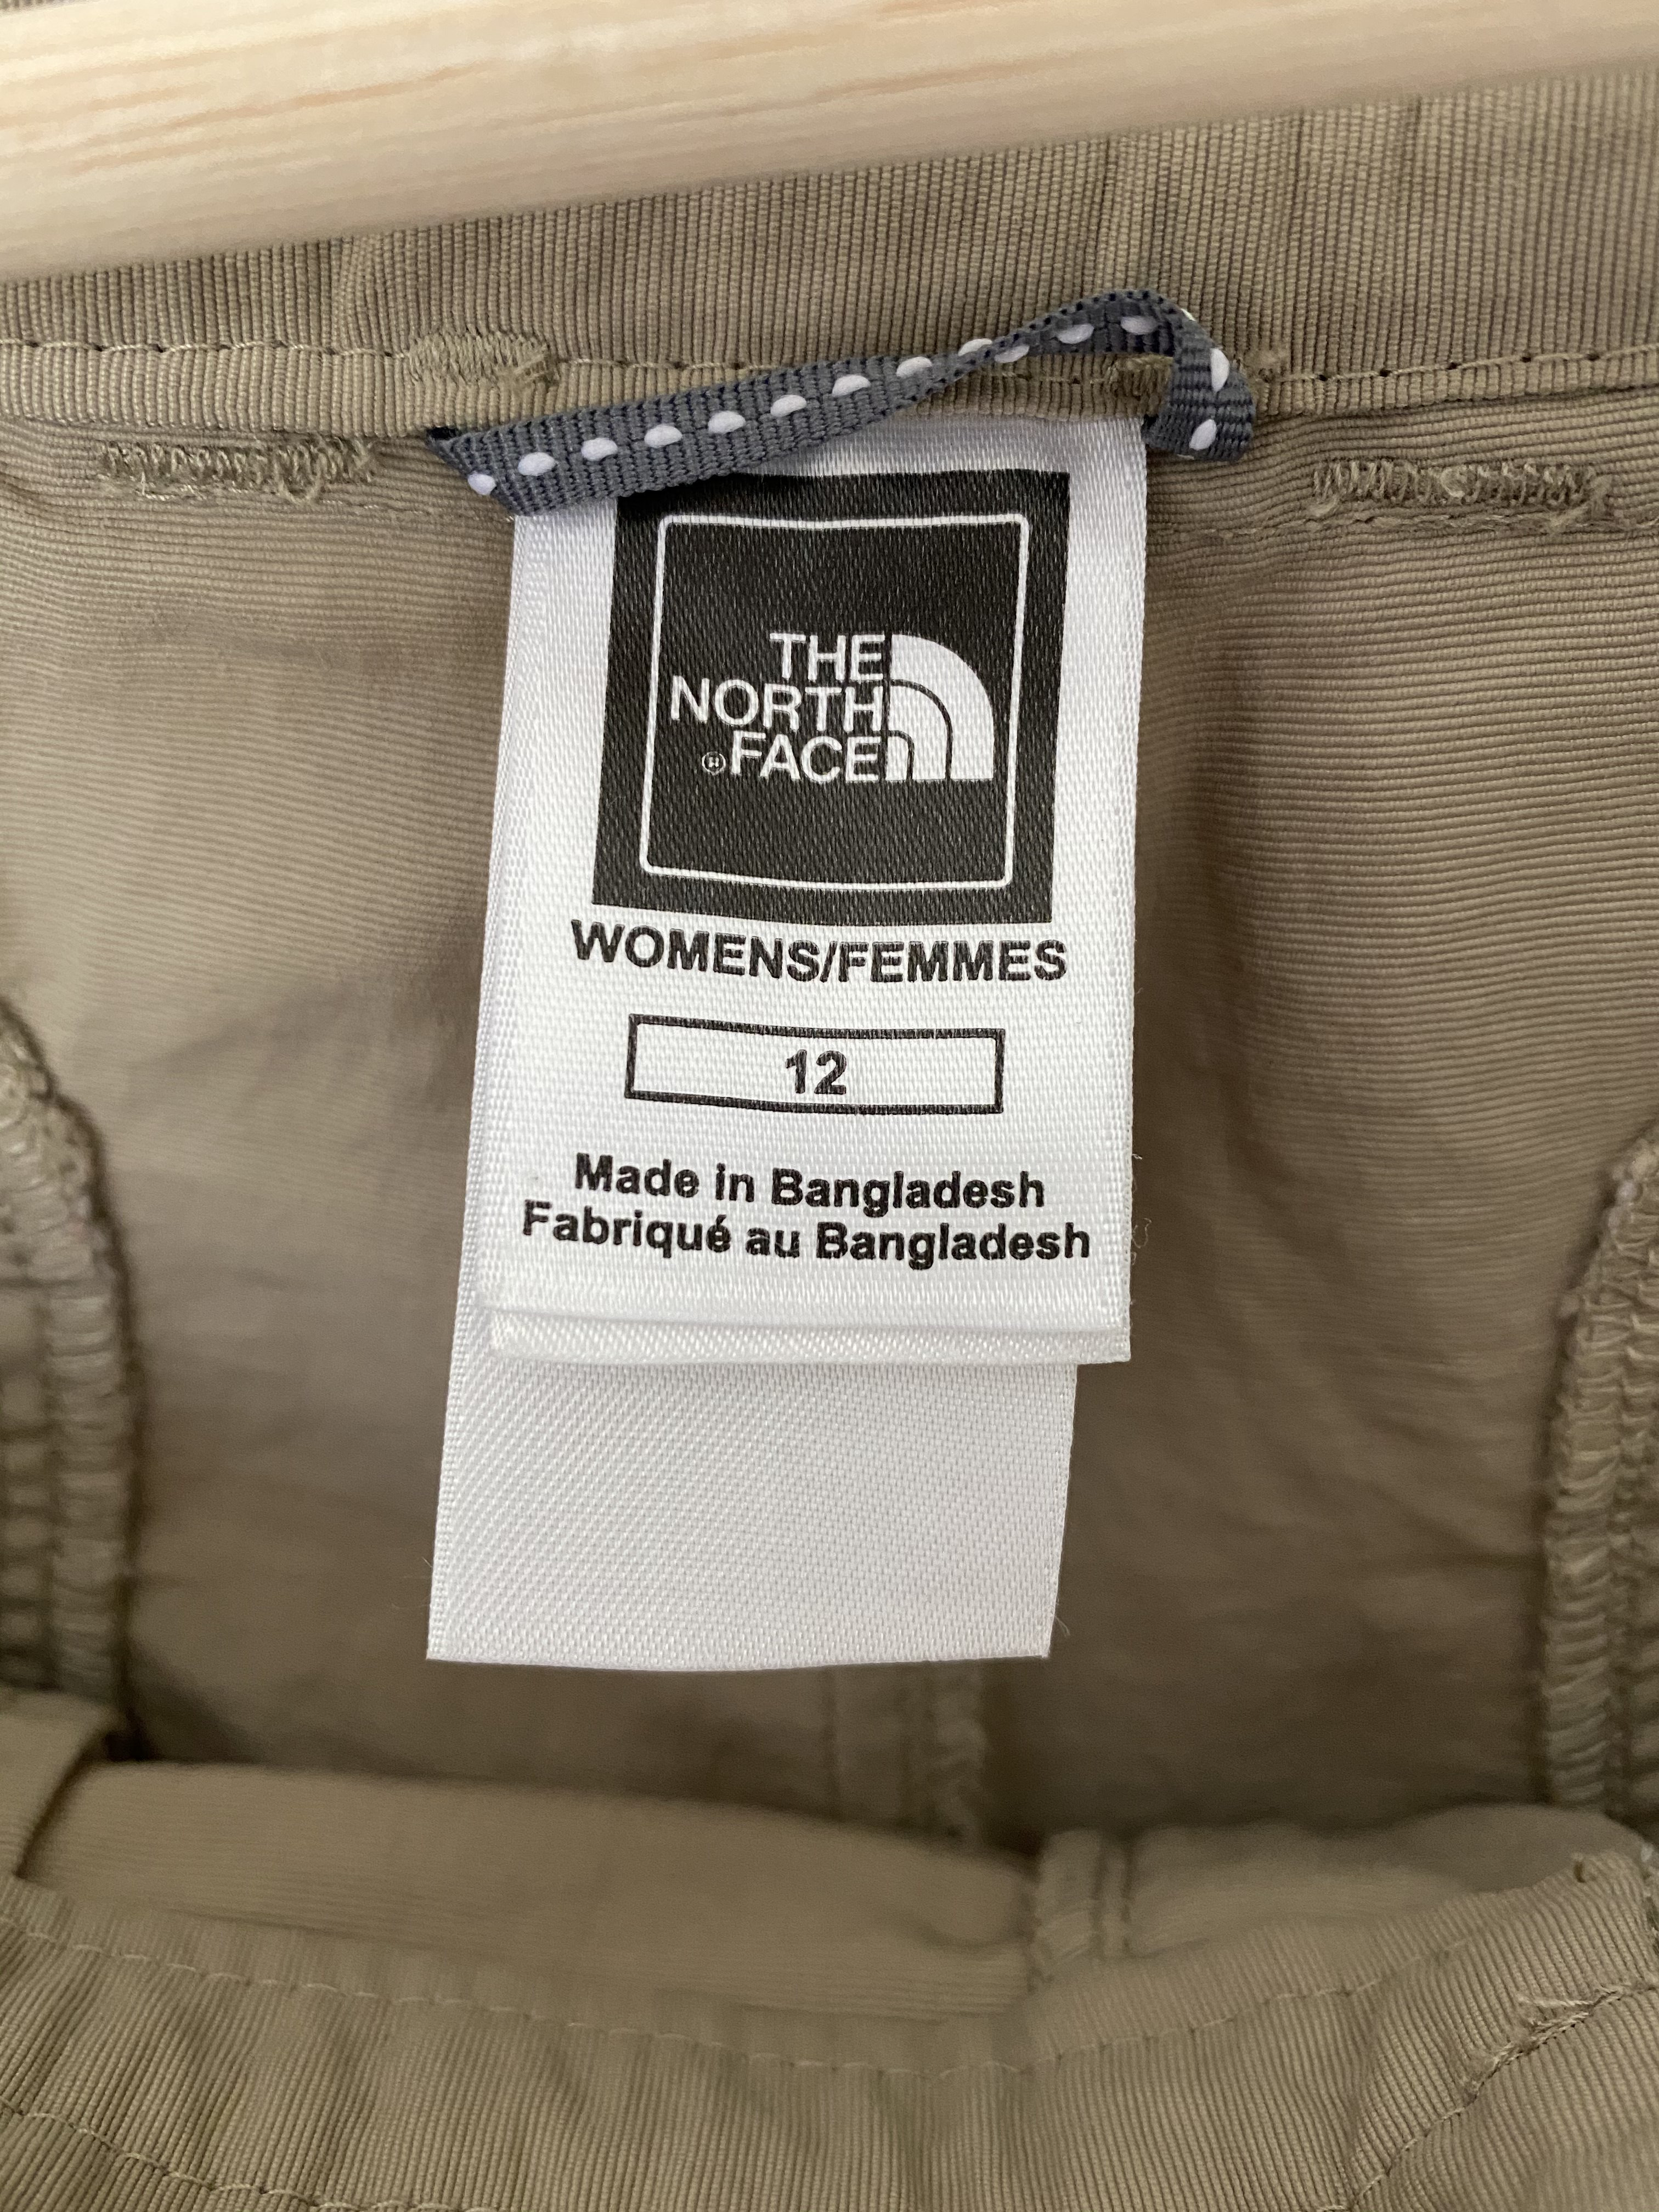 THE
NORTH
®FACE
WOMENS/FEMMES
12
Made in Bangladesh
Fabriqué au Bangladesh